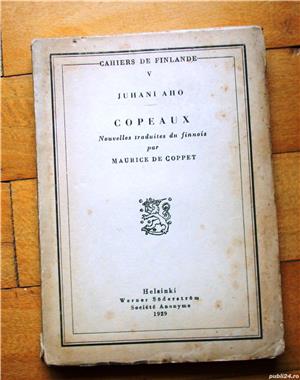 CAHIERS DE FINLANDE
V
JUHANI AHO
COPEAUX
Nouvelles traduites du finnois
par
MAURICE DE COPPET
Helsinki
Werner Söderström
Société Anonyme
1929
publi24.ro